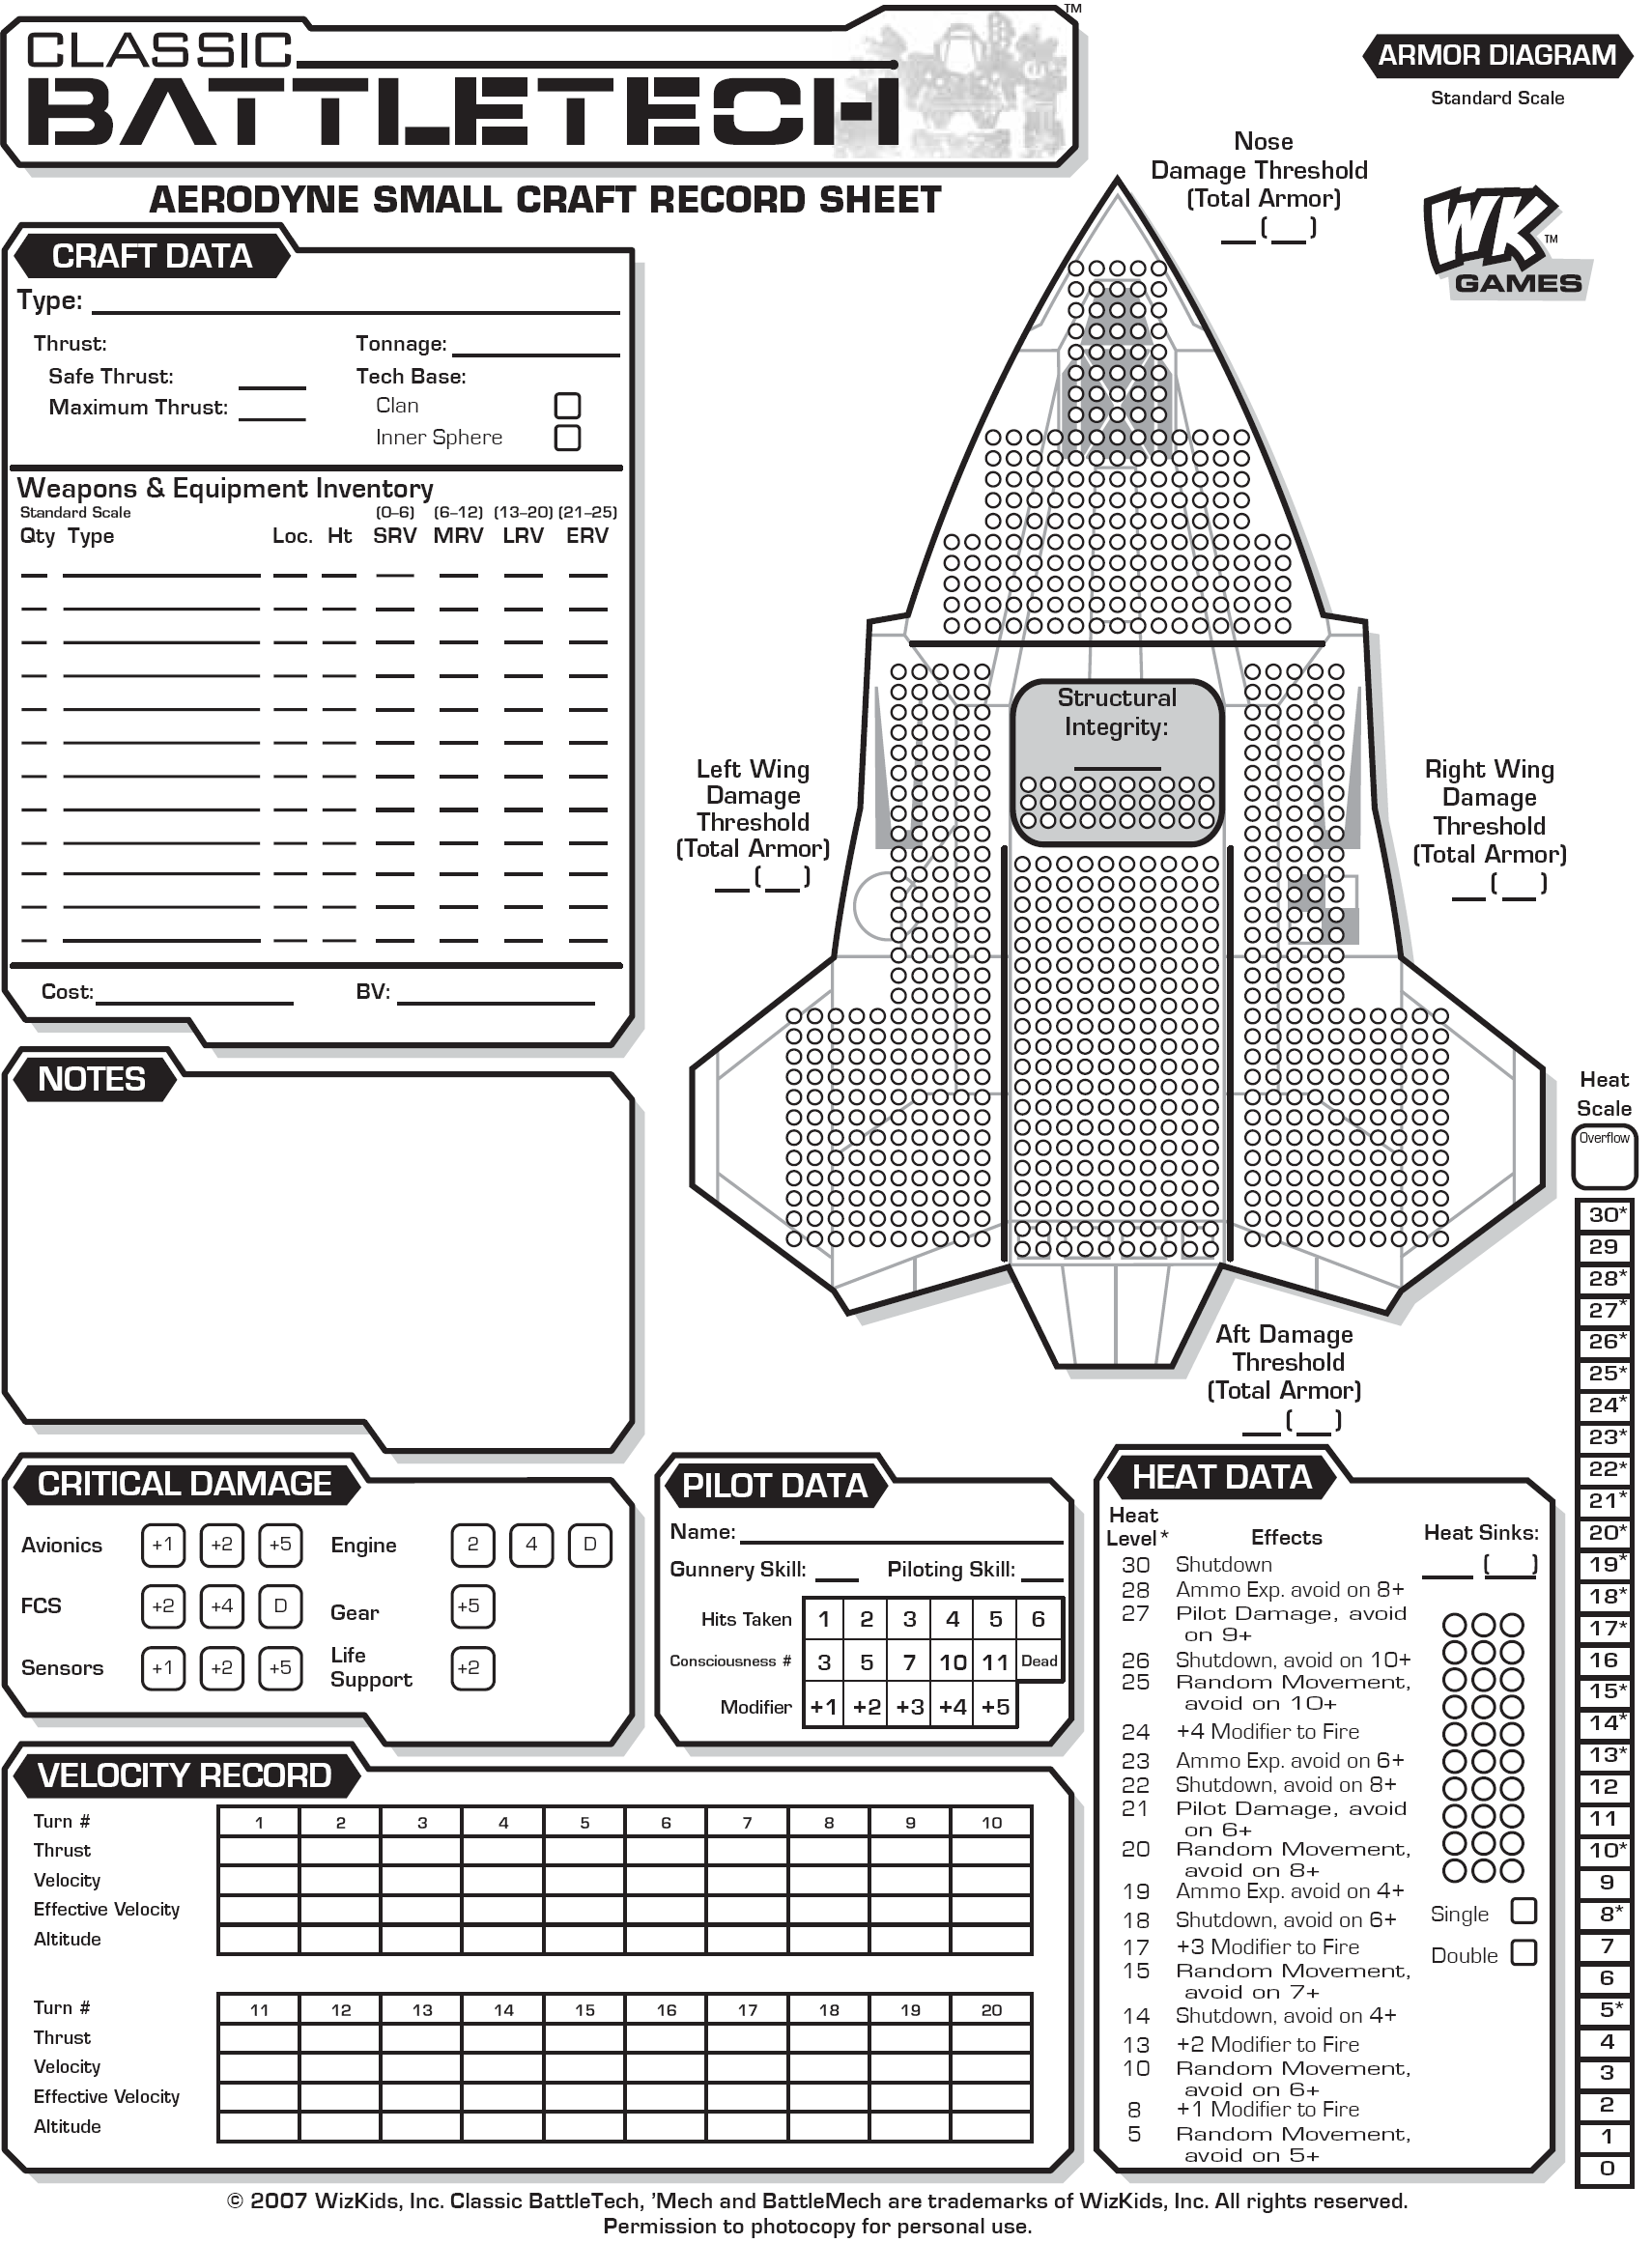 CLASSIC
BATTLETECH
™
AERODYNE SMALL CRAFT RECORD SHEET
ARMOR DIAGRAM
Standard Scale
Nose
Damage Threshold
(Total Armor)
__ (__)
WK
™
GAMES
CRAFT DATA
Type:
Thrust:
Safe Thrust:
Maximum Thrust:
Tonnage:
Tech Base:
Clan
Inner Sphere
Weapons & Equipment Inventory
Standard Scale (0–6) (6–12) (13–20) (21–25)
Qty Type Loc. Ht SRV MRV LRV ERV
Cost: BV:
Structural
Integrity:
Left Wing
Damage
Threshold
(Total Armor)
__ (__)
Right Wing
Damage
Threshold
(Total Armor)
__ (__)
Aft Damage
Threshold
(Total Armor)
__ (__)
NOTES
CRITICAL DAMAGE
Avionics +1 +2 +5 Engine 2 4 D
FCS +2 +4 D Gear +5
Sensors +1 +2 +5 Life
Support +2
PILOT DATA
Name:
Gunnery Skill: Piloting Skill:
Hits Taken 1 2 3 4 5 6
Consciousness # 3 5 7 10 11 Dead
Modifier +1 +2 +3 +4 +5
VELOCITY RECORD
Turn # 1 2 3 4 5 6 7 8 9 10
Thrust
Velocity
Effective Velocity
Altitude
Turn # 11 12 13 14 15 16 17 18 19 20
Thrust
Velocity
Effective Velocity
Altitude
HEAT DATA
Heat
Level* Effects Heat Sinks:
__ (__)
30 Shutdown
28 Ammo Exp. avoid on 8+
27 Pilot Damage, avoid
on 9+
26 Shutdown, avoid on 10+
25 Random Movement,
avoid on 10+
24 +4 Modifier to Fire
23 Ammo Exp. avoid on 6+
22 Shutdown, avoid on 8+
21 Pilot Damage, avoid
on 6+
20 Random Movement,
avoid on 8+
19 Ammo Exp. avoid on 4+
18 Shutdown, avoid on 6+
17 +3 Modifier to Fire
15 Random Movement,
avoid on 7+
14 Shutdown, avoid on 4+
13 +2 Modifier to Fire
10 Random Movement,
avoid on 6+
8 +1 Modifier to Fire
5 Random Movement,
avoid on 5+
Single
Double
Heat
Scale
Overflow
30*
29
28*
27*
26*
25*
24*
23*
22*
21*
20*
19*
18*
17*
16
15*
14*
13*
12
11
10*
9
8*
7
6
5*
4
3
2
1
0
© 2007 WizKids, Inc. Classic BattleTech, 'Mech and BattleMech are trademarks of WizKids, Inc. All rights reserved.
Permission to photocopy for personal use.